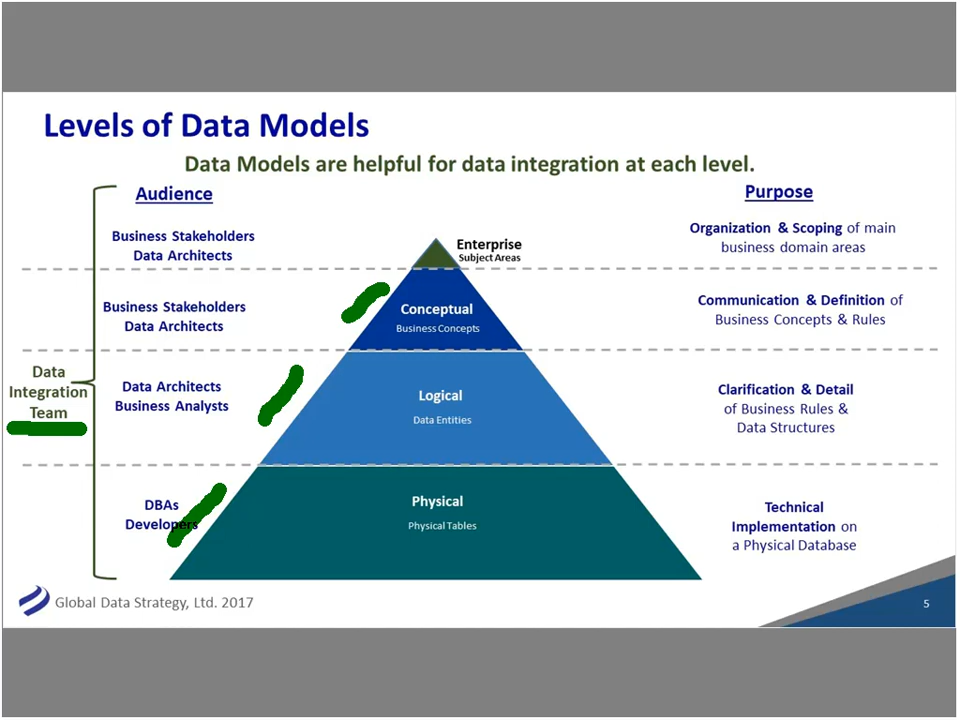 Levels of Data Models
Data Models are helpful for data integration at each level.
Audience
Purpose
Business Stakeholders
Data Architects
Enterprise
Subject Areas
Organization & Scoping of main
business domain areas
Business Stakeholders
Data Architects
Conceptual
Business Concepts
Communication & Definition of
Business Concepts & Rules
Data
Integration
Team
Data Architects
Business Analysts
Logical
Data Entities
Clarification & Detail
of Business Rules &
Data Structures
DBAs
Developers
Physical
Physical Tables
Technical
Implementation on
a Physical Database
Global Data Strategy, Ltd. 2017
5